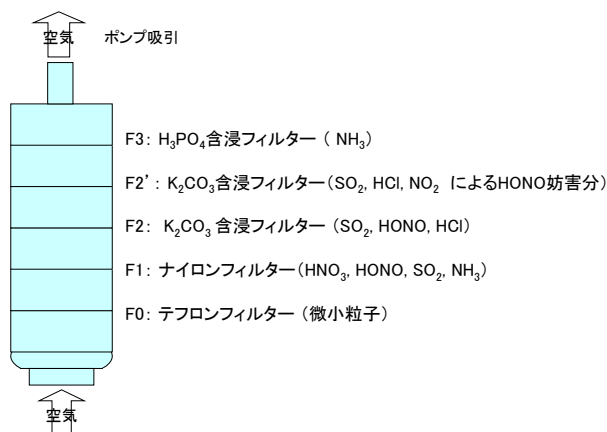 空気 ポンプ吸引
F3: H₃PO₄含浸フィルター ( NH₃)
F2': K₂CO₃含浸フィルター(SO₂, HCl, NO₂ によるHONO妨害分)
F2: K₂CO₃ 含浸フィルター (SO₂, HONO, HCl)
F1: ナイロンフィルター(HNO₃, HONO, SO₂, NH₃)
F0: テフロンフィルター (微小粒子)
空気